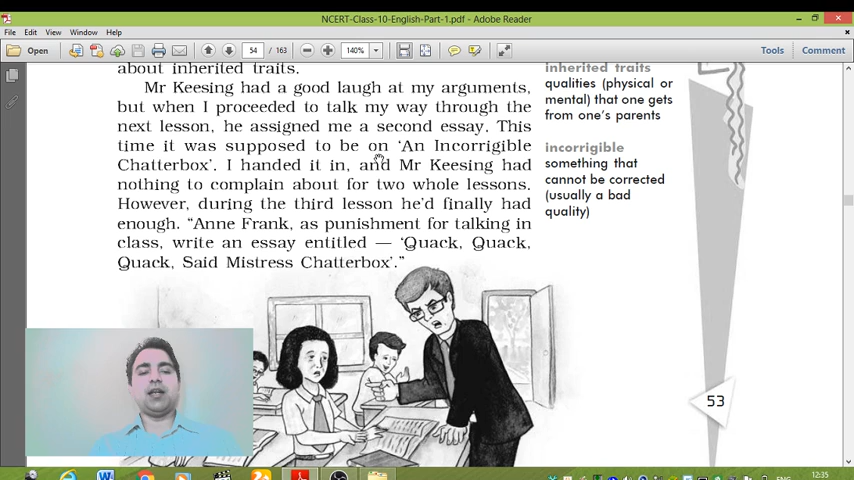 NCERT-Class-10-English-Part-1.pdf - Adobe Reader
File Edit View Window Help
Open
54 / 163
140%
Tools Comment
about inherited traits.
Mr Keesing had a good laugh at my arguments,
but when I proceeded to talk my way through the
next lesson, he assigned me a second essay. This
time it was supposed to be on ‘An Incorrigible
Chatterbox’. I handed it in, and Mr Keesing had
nothing to complain about for two whole lessons.
However, during the third lesson he’d finally had
enough. “Anne Frank, as punishment for talking in
class, write an essay entitled — ‘Quack, Quack,
Quack, Said Mistress Chatterbox’.”
inherited traits
qualities (physical or
mental) that one gets
from one’s parents
incorrigible
something that
cannot be corrected
(usually a bad
quality)
53
ENG
12:35